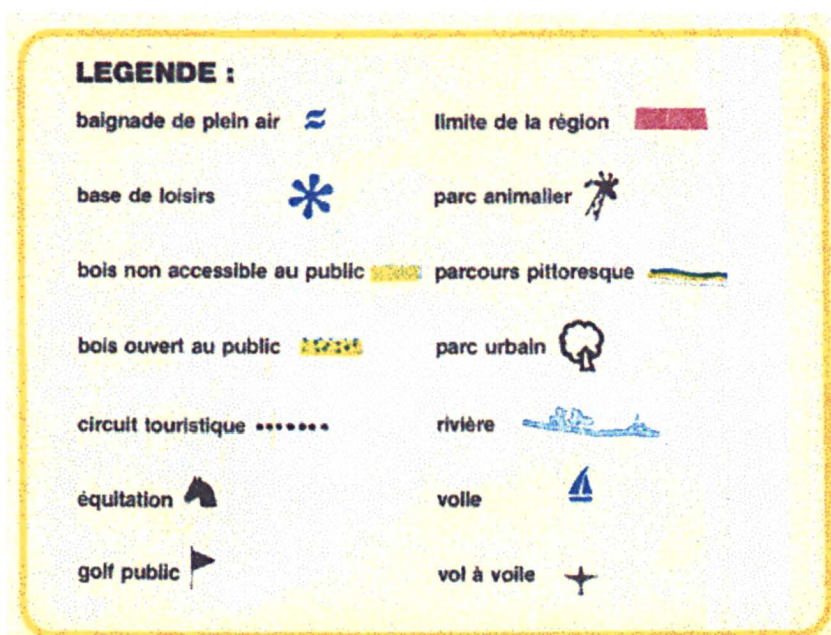 LEGENDE :
baignade de plein air
base de loisirs
bois non accessible au public
bois ouvert au public
circuit touristique
équitation
golf public
limite de la région
parc animalier
parcours pittoresque
parc urbain
rivière
voile
vol à voile